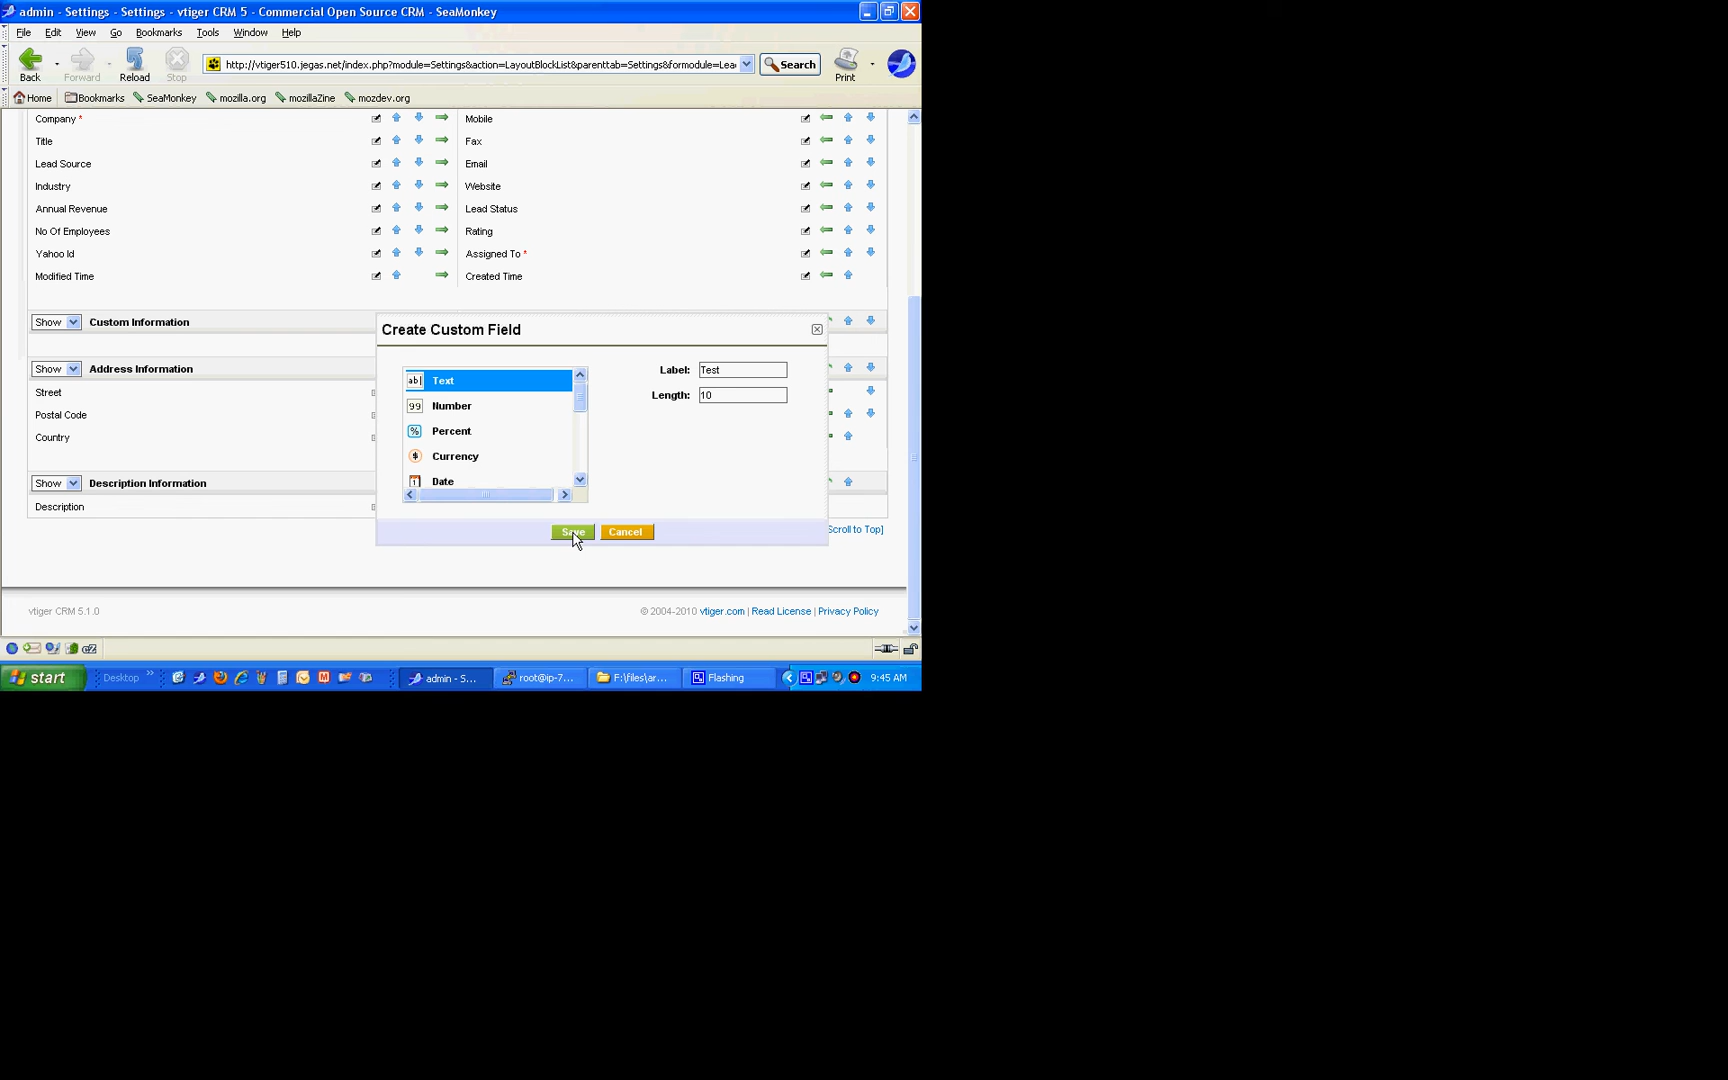 admin - Settings - Settings - vtiger CRM 5 - Commercial Open Source CRM - SeaMonkey
File Edit View Go Bookmarks Tools Window Help
Back Forward Reload Stop http://vtiger510.jegas.net/index.php?module=Settings&action=LayoutBlockList&parenttab=Settings&formodule=Lea Search Print
Home Bookmarks SeaMonkey mozilla.org mozillaZine mozdev.org
Company * Mobile
Title Fax
Lead Source Email
Industry Website
Annual Revenue Lead Status
No Of Employees Rating
Yahoo Id Assigned To *
Modified Time Created Time
Show Custom Information
Create Custom Field
Show Address Information
Street
Postal Code
Country
Show Description Information
Description
ab| Text
99 Number
% Percent
$ Currency
1 Date
Label: Test
Length: 10
Save Cancel
Scroll to Top]
vtiger CRM 5.1.0 © 2004-2010 vtiger.com | Read License | Privacy Policy
start Desktop » admin - S... root@ip-7... F:\files\ar... Flashing 9:45 AM